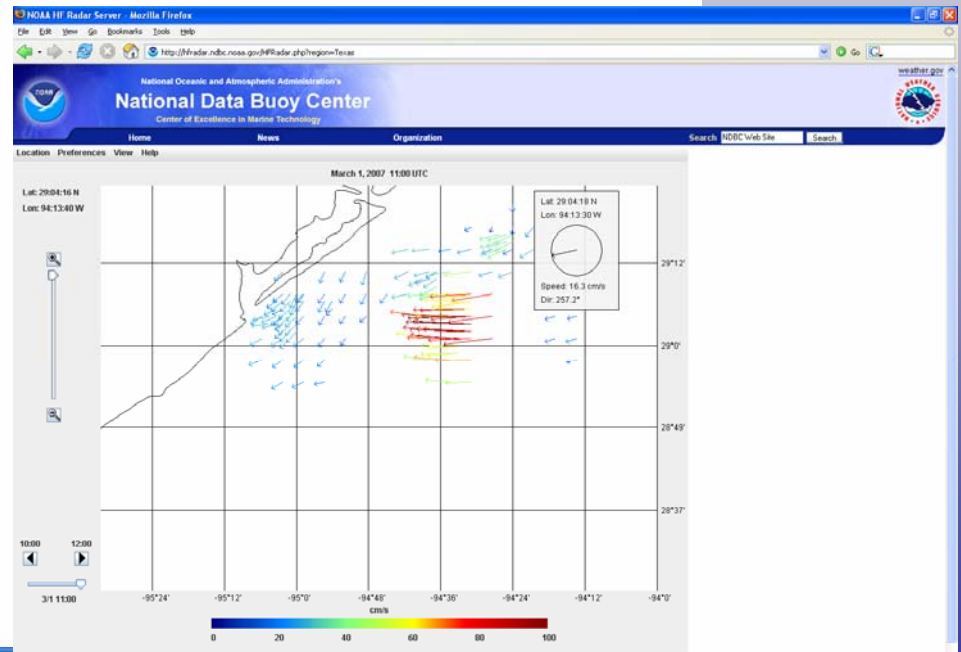 NOAA HF Radar Server - Mozilla Firefox
File Edit View Go Bookmarks Tools Help
http://hfradar.ndbc.noaa.gov/HFRadar.php?region=Texas
Go
weather.gov
National Oceanic and Atmospheric Administration's
National Data Buoy Center
Center of Excellence in Marine Technology
NOAA
Home News Organization Search NDBC Web Site Search
Location Preferences View Help
March 1, 2007 11:00 UTC
Lat: 29:04:16 N
Lon: 94:13:40 W
Lat: 29:04:18 N
Lon: 94:13:30 W
Speed: 16.3 cm/s
Dir: 257.2°
29°12'
29°0'
28°49'
28°37'
10:00 12:00
3/1 11:00
-95°24' -95°12' -95°0' -94°48' -94°36' -94°24' -94°12' -94°0'
cm/s
0 20 40 60 80 100